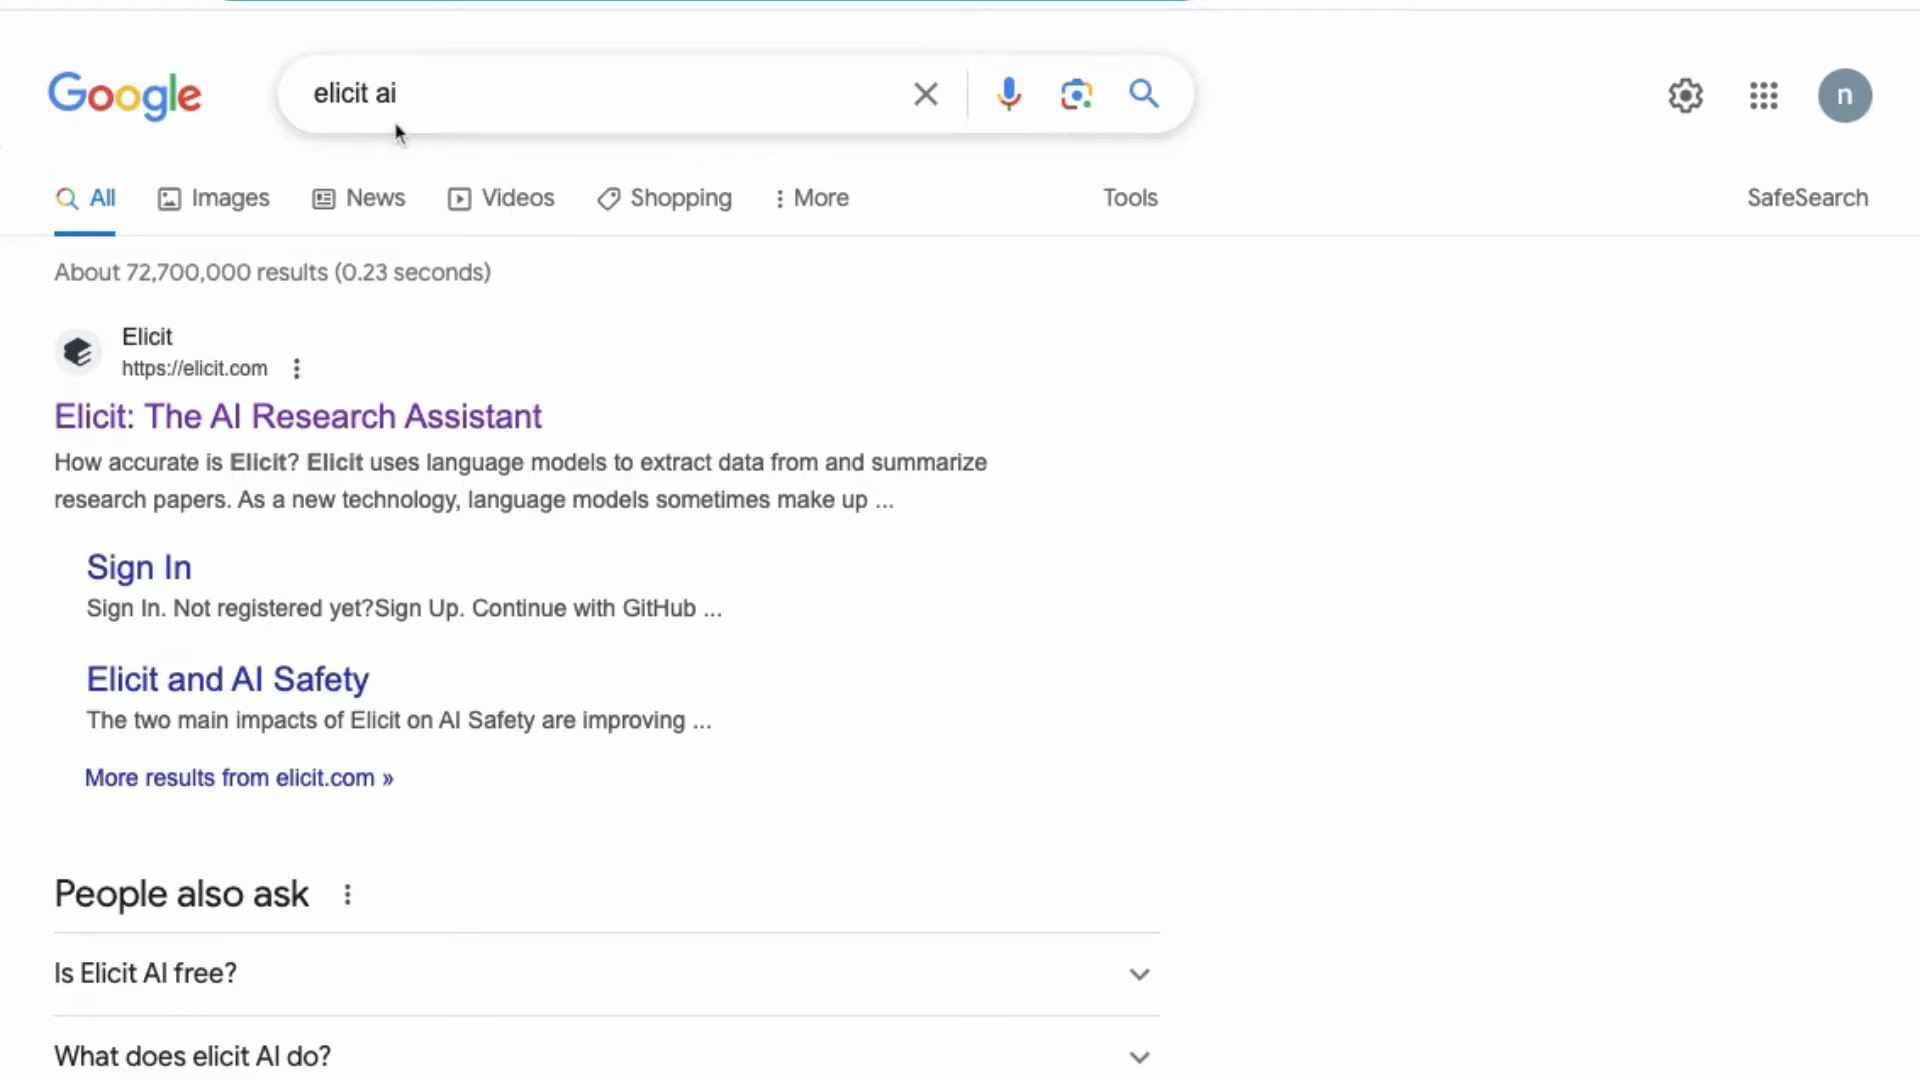 Google
elicit ai
n
All
Images
News
Videos
Shopping
More
Tools
SafeSearch
About 72,700,000 results (0.23 seconds)
Elicit
https://elicit.com
Elicit: The AI Research Assistant
How accurate is Elicit? Elicit uses language models to extract data from and summarize
research papers. As a new technology, language models sometimes make up ...
Sign In
Sign In. Not registered yet?Sign Up. Continue with GitHub ...
Elicit and AI Safety
The two main impacts of Elicit on AI Safety are improving ...
More results from elicit.com »
People also ask
Is Elicit AI free?
What does elicit AI do?